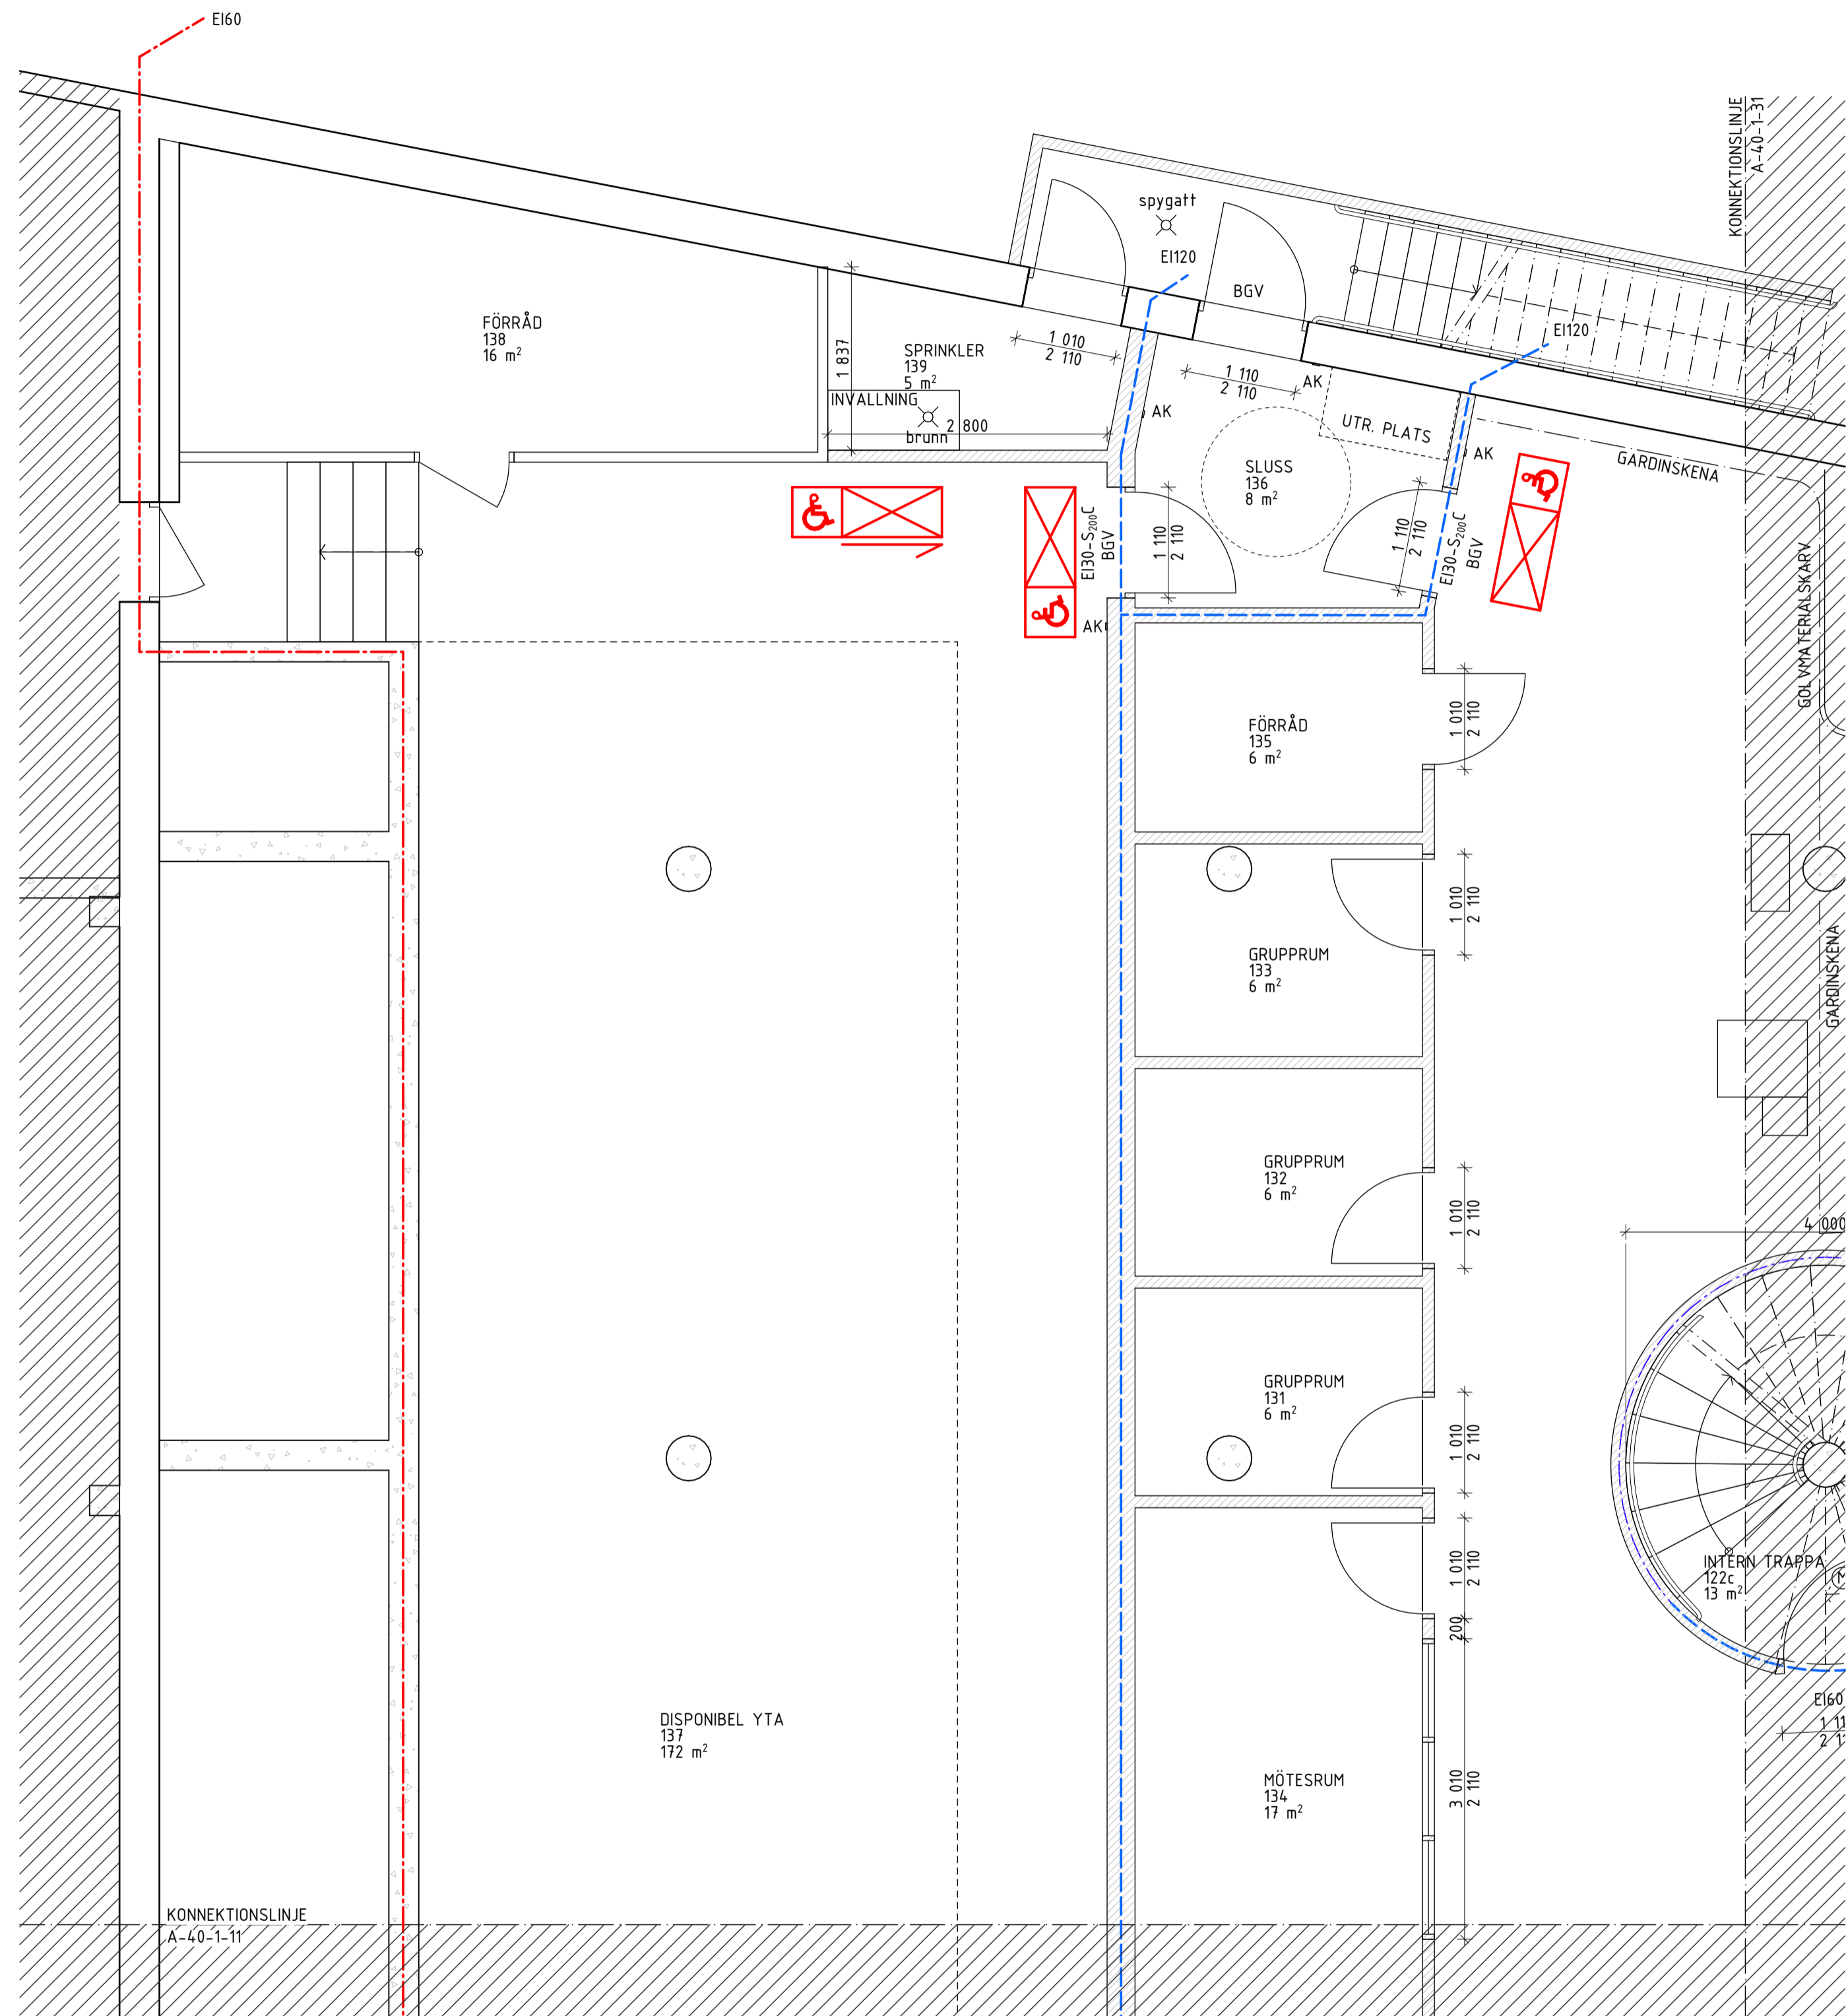 EI60
KONNEKTIONSLINJE
A-40-1-31
spygatt
EI120
BGV
EI120
FÖRRÅD
138
16 m²
1 837
SPRINKLER
139
5 m²
INVALLNING
brunn
2 800
1 010
2 110
1 110
2 110
AK
AK
UTR. PLATS
AK
GARDINSKENA
SLUSS
136
8 m²
EI30-S₂₀₀C
BGV
1 110
2 110
1 110
2 110
EI30-S₂₀₀C
BGV
AK
GOLVMATERIALSKARV
FÖRRÅD
135
6 m²
1 010
2 110
1 010
2 110
GRUPPRUM
133
6 m²
GARDINSKENA
GRUPPRUM
132
6 m²
1 010
2 110
4 000
GRUPPRUM
131
6 m²
1 010
2 110
1 010
2 110
INTERN TRAPPA
122c
13 m²
200
EI60
DISPONIBEL YTA
137
172 m²
MÖTESRUM
134
17 m²
3 010
2 110
KONNEKTIONSLINJE
A-40-1-11